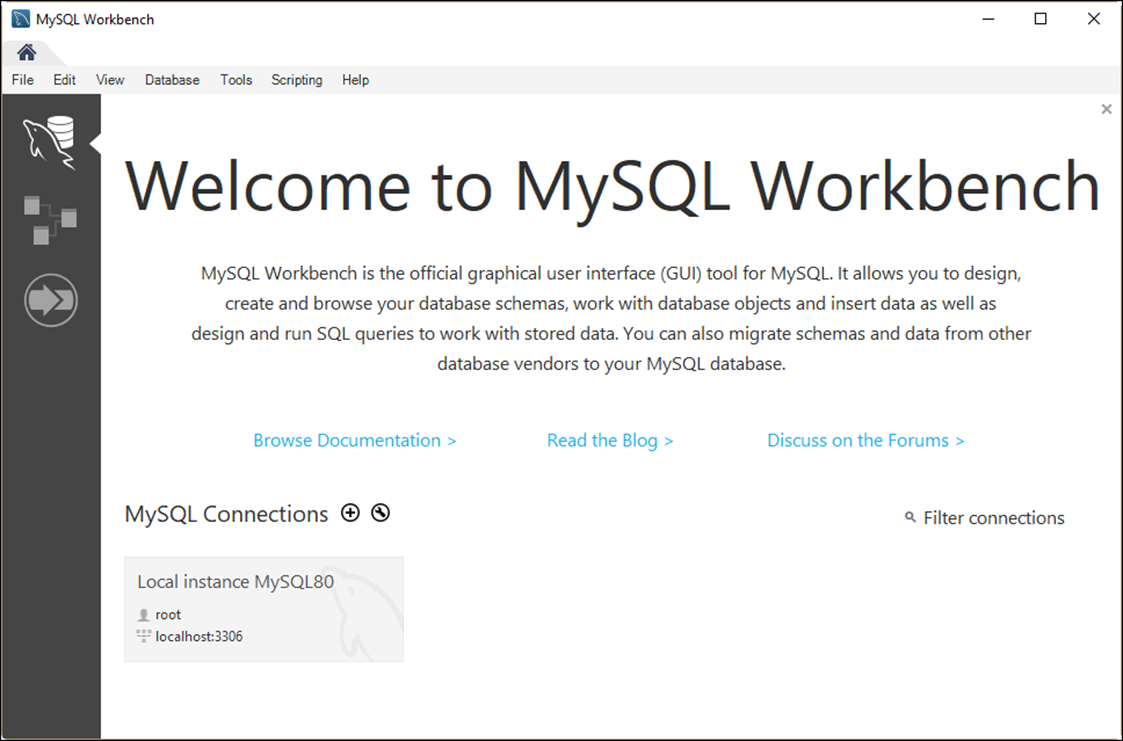 MySQL Workbench
File Edit View Database Tools Scripting Help
Welcome to MySQL Workbench
MySQL Workbench is the official graphical user interface (GUI) tool for MySQL. It allows you to design,
create and browse your database schemas, work with database objects and insert data as well as
design and run SQL queries to work with stored data. You can also migrate schemas and data from other
database vendors to your MySQL database.
Browse Documentation > Read the Blog > Discuss on the Forums >
MySQL Connections Filter connections
Local instance MySQL80
root
localhost:3306